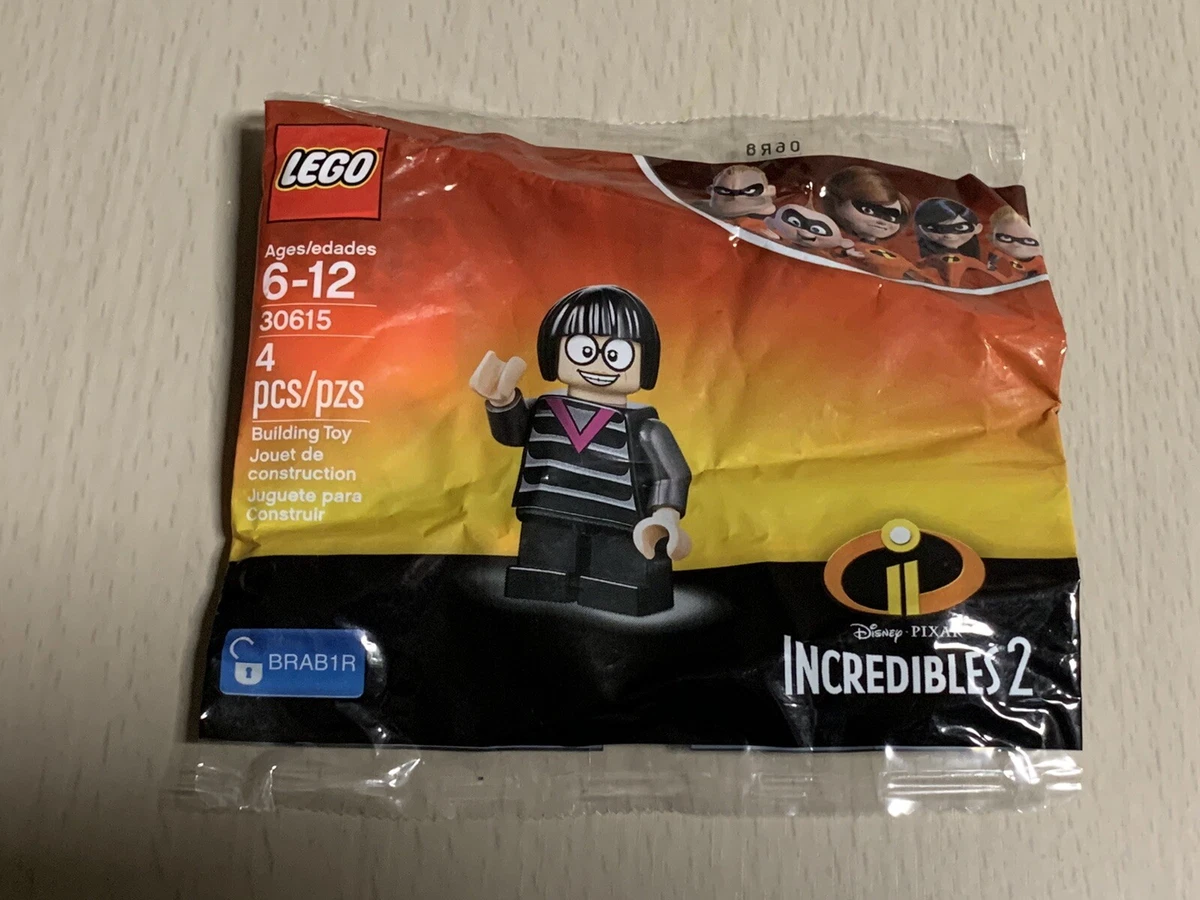 06R8
LEGO
Ages/edades
6-12
30615
4
pcs/pzs
Building Toy
Jouet de
construction
Juguete para
Construir
BRAB1R
Disney · PIXAR
INCREDIBLES 2